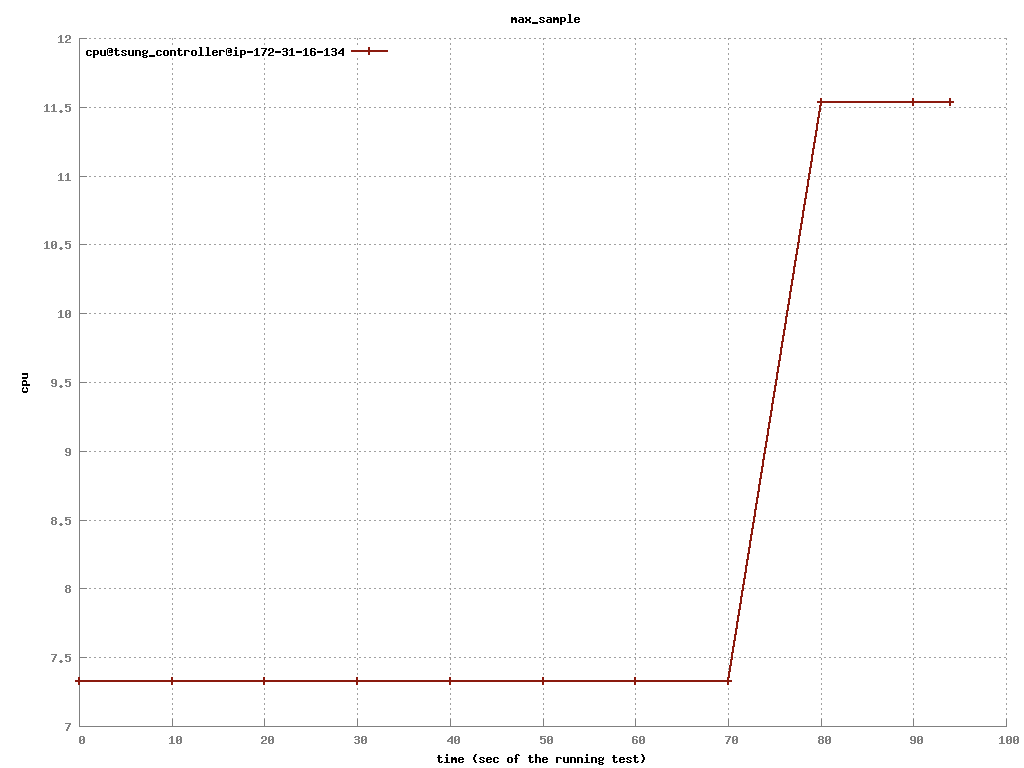 max_sample
cpu@tsung_controller@ip-172-31-16-134
12
11.5
11
10.5
10
9.5
9
8.5
8
7.5
7
cpu
0 10 20 30 40 50 60 70 80 90 100
time (sec of the running test)